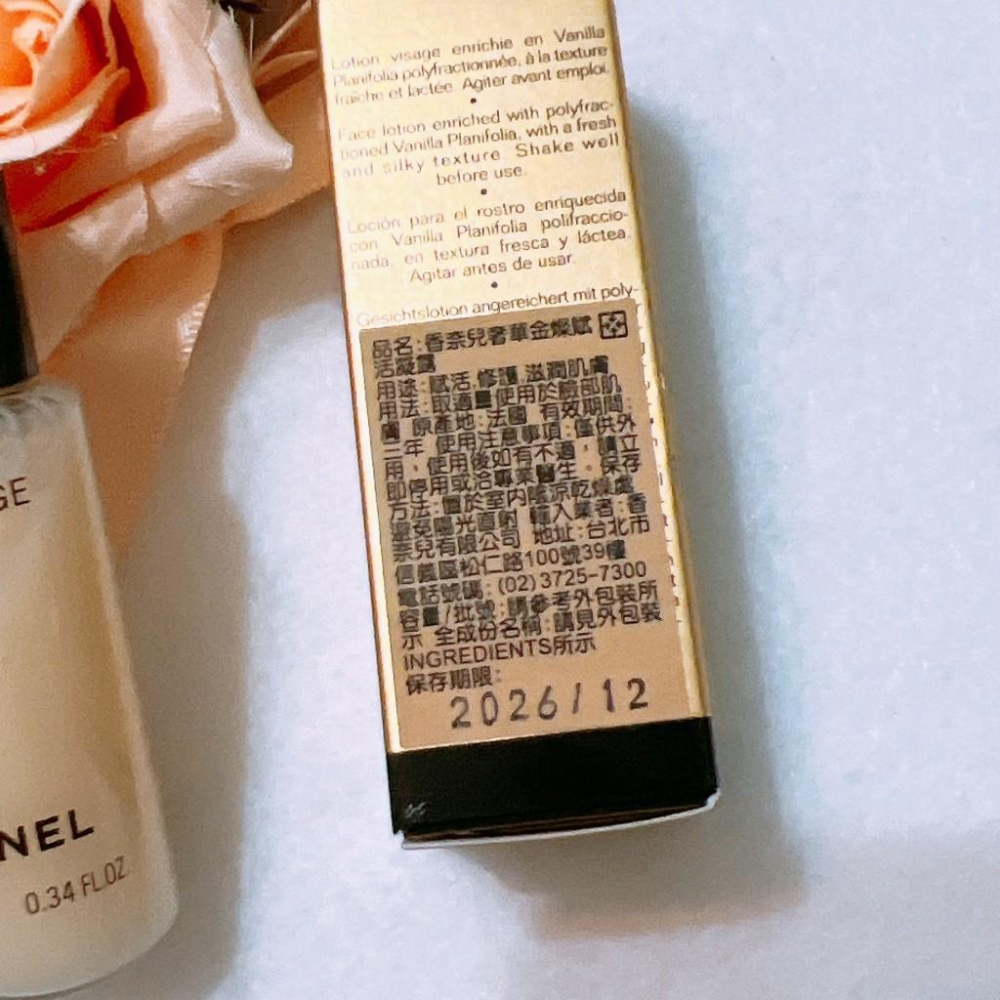 Lotion visage enrichie en Vanilla
Planifolia polyfractionnée, à la texture
fraîche et lactée. Agiter avant emploi.
•
Face lotion enriched with polyfrac-
tioned Vanilla Planifolia, with a fresh
and silky texture. Shake well
before use.
•
Loción para el rostro enriquecida
con Vanilla Planifolia polifraccio-
nada, en textura fresca y láctea.
Agitar antes de usar.
•
Gesichtslotion angereichert mit poly-
品名:香奈兒奢華金燦賦
活凝露
用途:賦活,修護,滋潤肌膚
用法:取適量使用於臉部肌
膚 原產地:法國 有效期間:
三年 使用注意事項:僅供外
用,使用後如有不適,請立
即停用或洽專業醫生。保存
方法:置於室內陰涼乾燥處
避免陽光直射 輸入業者:香
奈兒有限公司 地址:台北市
信義區松仁路100號39樓
電話號碼:(02)3725-7300
容量/批號:請參考外包裝所
示 全成份名稱:請見外包裝
INGREDIENTS所示
保存期限:
2026/12
GE
NEL
0.34 FL.OZ.